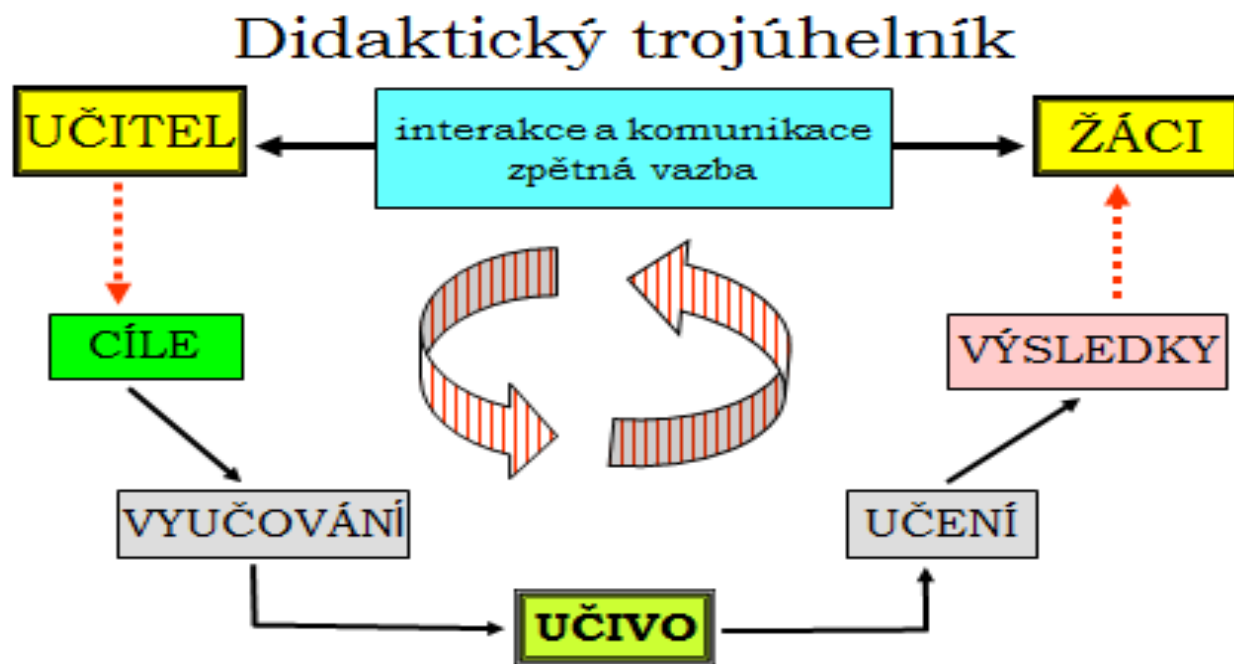 Didaktický trojúhelník
UČITEL
interakce a komunikace
zpětná vazba
ŽÁCI
CÍLE
VÝSLEDKY
VYUČOVÁNÍ
UČENÍ
UČIVO